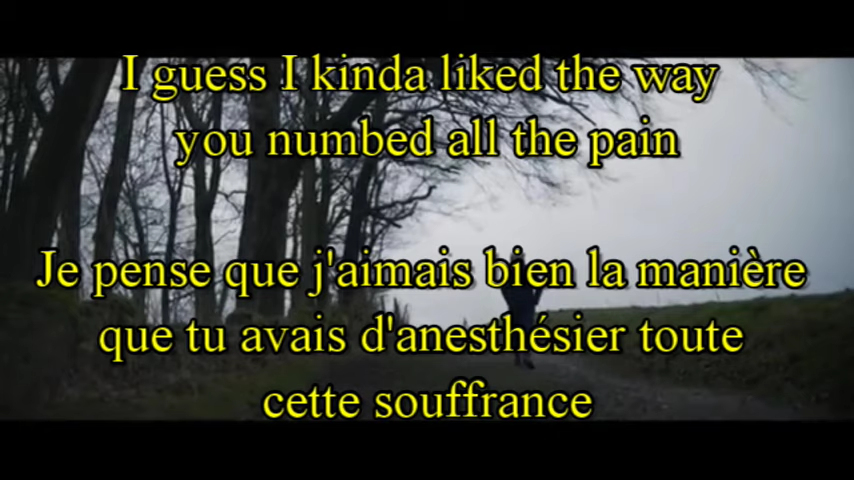 I guess I kinda liked the way
you numbed all the pain
Je pense que j'aimais bien la manière
que tu avais d'anesthésier toute
cette souffrance